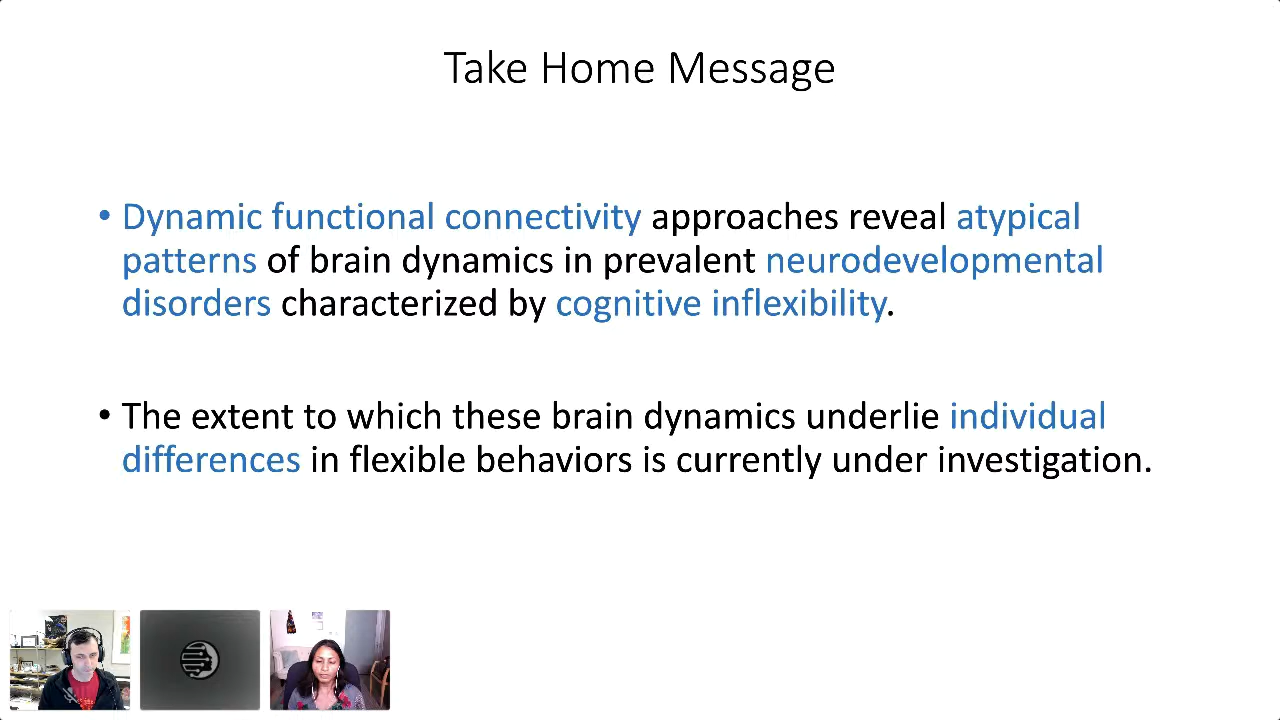 Take Home Message
• Dynamic functional connectivity approaches reveal atypical
patterns of brain dynamics in prevalent neurodevelopmental
disorders characterized by cognitive inflexibility.
• The extent to which these brain dynamics underlie individual
differences in flexible behaviors is currently under investigation.